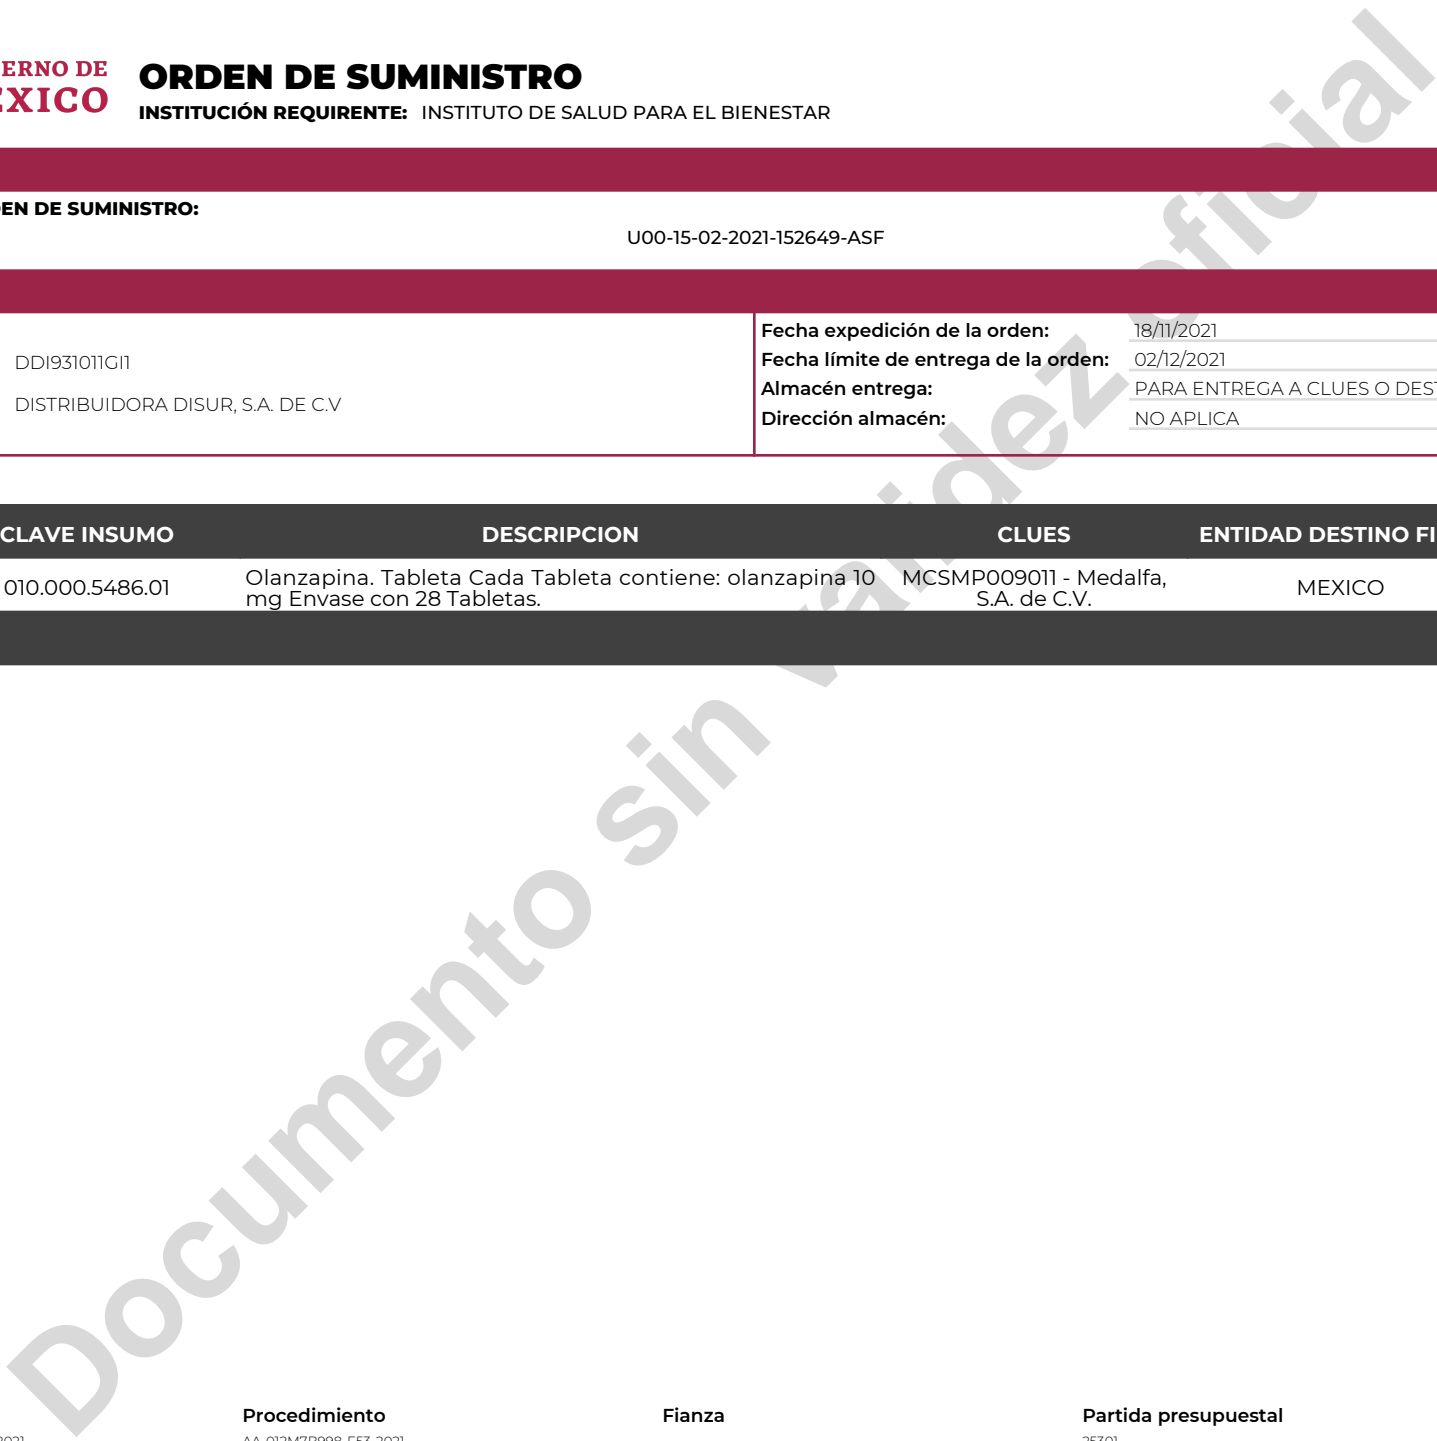 ERNO DE
ORDEN DE SUMINISTRO
XICO
INSTITUCIÓN REQUIRENTE: INSTITUTO DE SALUD PARA EL BIENESTAR
EN DE SUMINISTRO:
U00-15-02-2021-152649-ASF
DDI931011GI1
DISTRIBUIDORA DISUR, S.A. DE C.V
Fecha expedición de la orden: 18/11/2021
Fecha límite de entrega de la orden: 02/12/2021
Almacén entrega: PARA ENTREGA A CLUES O DEST
Dirección almacén: NO APLICA
CLAVE INSUMO DESCRIPCION CLUES ENTIDAD DESTINO FI
010.000.5486.01
Olanzapina. Tableta Cada Tableta contiene: olanzapina 10
mg Envase con 28 Tabletas.
MCSMP009011 - Medalfa,
S.A. de C.V.
MEXICO
Documento sin validez oficial
Procedimiento Fianza Partida presupuestal